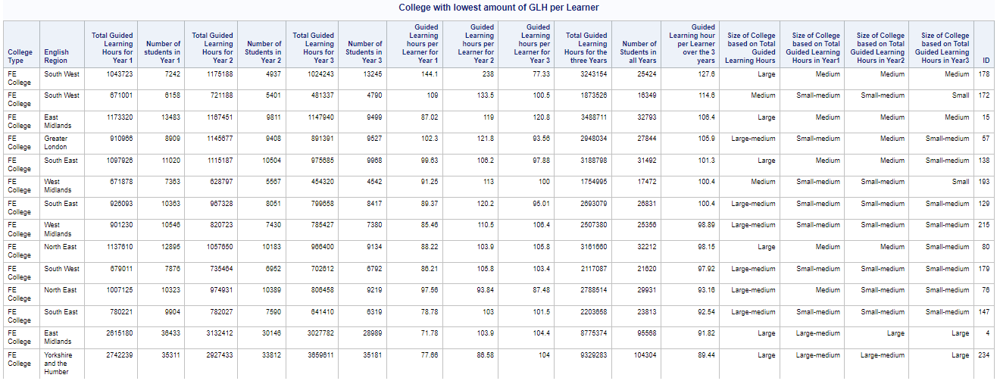 College with lowest amount of GLH per Learner
College Type | English Region | Total Guided Learning Hours for Year 1 | Number of students in Year 1 | Total Guided Learning Hours for Year 2 | Number of Students in Year 2 | Total Guided Learning Hours for Year 3 | Number of Students in Year 3 | Guided Learning hours per Learner for Year 1 | Guided Learning hours per Learner for Year 2 | Guided Learning hours per Learner for Year 3 | Total Guided Learning Hours for the three Years | Number of Students in all Years | Guided Learning hour per Learner over the 3 years | Size of College based on Total Guided Learning Hours | Size of College based on Total Guided Learning Hours in Year1 | Size of College based on Total Guided Learning Hours in Year2 | Size of College based on Total Guided Learning Hours in Year3 | ID
FE College | South West | 1043723 | 7242 | 1175188 | 4937 | 1024243 | 13245 | 144.1 | 238 | 77.33 | 3243154 | 25424 | 127.6 | Large | Medium | Medium | Medium | 178
FE College | South West | 671001 | 6158 | 721188 | 5401 | 481337 | 4790 | 109 | 133.5 | 100.5 | 1873526 | 16349 | 114.6 | Medium | Small-medium | Small-medium | Small | 172
FE College | East Midlands | 1173320 | 13483 | 1167451 | 9811 | 1147940 | 9499 | 87.02 | 119 | 120.8 | 3488711 | 32793 | 106.4 | Large | Medium | Medium | Medium | 15
FE College | Greater London | 910966 | 8909 | 1145677 | 9408 | 891391 | 9527 | 102.3 | 121.8 | 93.56 | 2948034 | 27844 | 105.9 | Large-medium | Small-medium | Medium | Small-medium | 57
FE College | South East | 1097926 | 11020 | 1115187 | 10504 | 975685 | 9968 | 99.63 | 106.2 | 97.88 | 3188798 | 31492 | 101.3 | Large | Medium | Medium | Small-medium | 138
FE College | West Midlands | 671878 | 7363 | 628797 | 5567 | 454320 | 4542 | 91.25 | 113 | 100 | 1754995 | 17472 | 100.4 | Medium | Small-medium | Small-medium | Small | 193
FE College | South East | 926093 | 10363 | 967328 | 8051 | 799658 | 8417 | 89.37 | 120.2 | 95.01 | 2693079 | 26831 | 100.4 | Large-medium | Small-medium | Small-medium | Small-medium | 129
FE College | West Midlands | 901230 | 10546 | 820723 | 7430 | 785427 | 7380 | 85.46 | 110.5 | 106.4 | 2507380 | 25356 | 98.89 | Large-medium | Small-medium | Small-medium | Small-medium | 215
FE College | North East | 1137610 | 12895 | 1057650 | 10183 | 966400 | 9134 | 88.22 | 103.9 | 105.8 | 3161660 | 32212 | 98.15 | Large | Medium | Medium | Small-medium | 80
FE College | South West | 679011 | 7876 | 735464 | 6952 | 702612 | 6792 | 86.21 | 105.8 | 103.4 | 2117087 | 21620 | 97.92 | Large-medium | Small-medium | Small-medium | Small-medium | 179
FE College | North East | 1007125 | 10323 | 974931 | 10389 | 806458 | 9219 | 97.56 | 93.84 | 87.48 | 2788514 | 29931 | 93.16 | Large-medium | Medium | Small-medium | Small-medium | 76
FE College | South East | 780221 | 9904 | 782027 | 7590 | 641410 | 6319 | 78.78 | 103 | 101.5 | 2203658 | 23813 | 92.54 | Large-medium | Small-medium | Small-medium | Small-medium | 147
FE College | East Midlands | 2615180 | 36433 | 3132412 | 30146 | 3027782 | 28989 | 71.78 | 103.9 | 104.4 | 8775374 | 95568 | 91.82 | Large | Large-medium | Large | Large | 4
FE College | Yorkshire and the Humber | 2742239 | 35311 | 2927433 | 33812 | 3659611 | 35181 | 77.66 | 86.58 | 104 | 9329283 | 104304 | 89.44 | Large | Large-medium | Large-medium | Large | 234